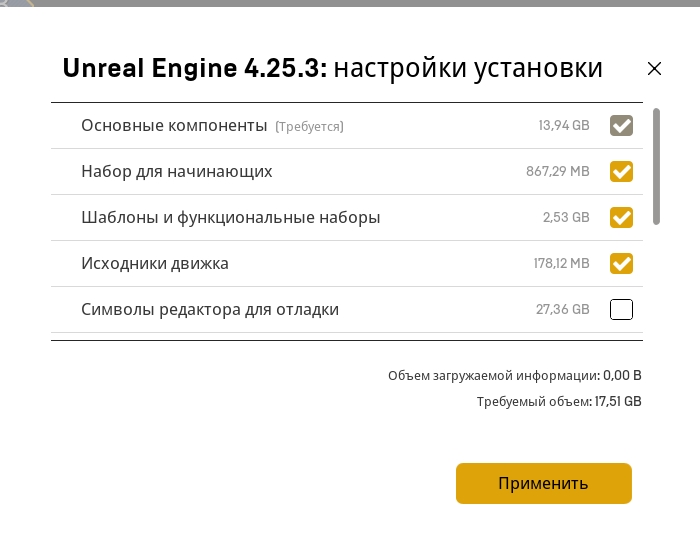 Unreal Engine 4.25.3: настройки установки
Основные компоненты (Требуется) 13,94 GB
Набор для начинающих 867,29 MB
Шаблоны и функциональные наборы 2,53 GB
Исходники движка 178,12 MB
Символы редактора для отладки 27,36 GB
Объем загружаемой информации: 0,00 B
Требуемый объем: 17,51 GB
Применить